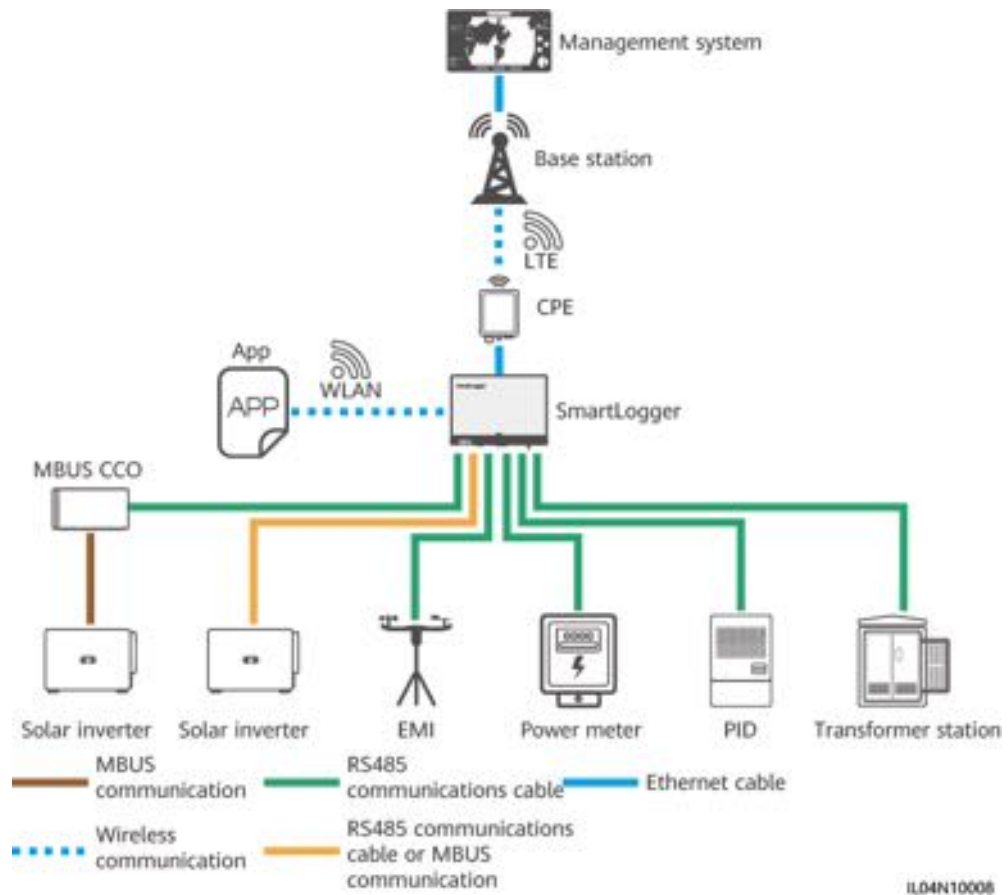 Management system
Base station
LTE
CPE
App
WLAN
APP
SmartLogger
MBUS CCO
Solar inverter
Solar inverter
EMI
Power meter
PID
Transformer station
MBUS
communication
RS485
communications cable
Ethernet cable
Wireless
communication
RS485 communications
cable or MBUS
communication
IL04N10008